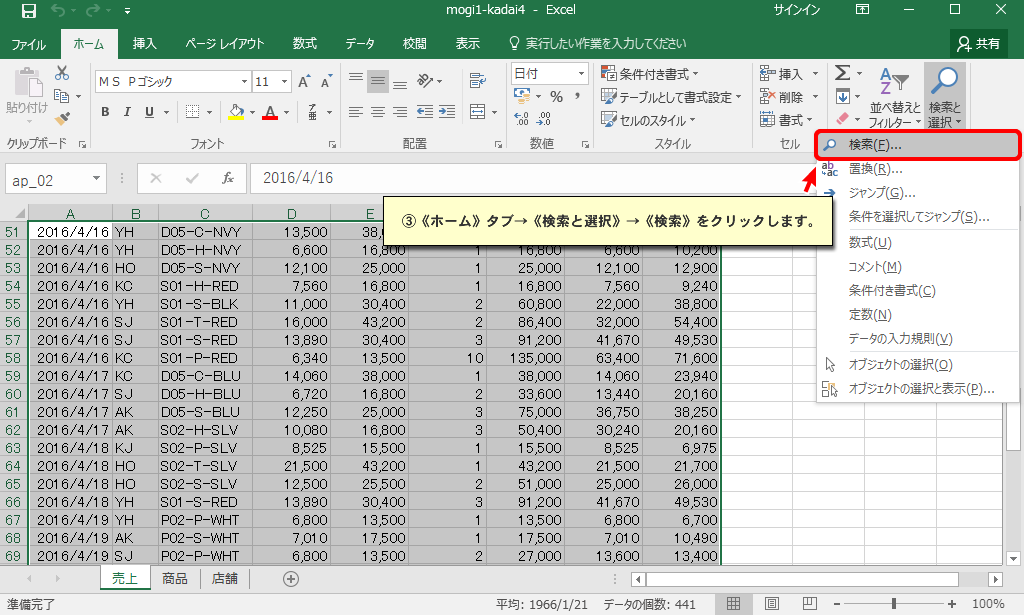 mogi1-kadai4 - Excel
サインイン
ファイル ホーム 挿入 ページ レイアウト 数式 データ 校閲 表示 実行したい作業を入力してください 共有
貼り付け
ＭＳ Ｐゴシック 11
B I U
日付
条件付き書式
テーブルとして書式設定
セルのスタイル
挿入
削除
書式
並べ替えと
フィルター
検索と
選択
クリップボード フォント 配置 数値 スタイル セル
検索(F)...
置換(R)...
ジャンプ(G)...
条件を選択してジャンプ(S)...
数式(U)
コメント(M)
条件付き書式(C)
定数(N)
データの入力規則(V)
オブジェクトの選択(O)
オブジェクトの選択と表示(P)...
ap_02 fx 2016/4/16
③《ホーム》タブ→《検索と選択》→《検索》をクリックします。
A B C D E
51 2016/4/16 YH D05-C-NVY 13,500 38,0
52 2016/4/16 YH D05-H-NVY 6,600 16,800 1 16,800 6,600 10,200
53 2016/4/16 HO D05-S-NVY 12,100 25,000 1 25,000 12,100 12,900
54 2016/4/16 KC S01-H-RED 7,560 16,800 1 16,800 7,560 9,240
55 2016/4/16 YH S01-S-BLK 11,000 30,400 2 60,800 22,000 38,800
56 2016/4/16 SJ S01-T-RED 16,000 43,200 2 86,400 32,000 54,400
57 2016/4/16 SJ S01-S-RED 13,890 30,400 3 91,200 41,670 49,530
58 2016/4/16 KC S01-P-RED 6,340 13,500 10 135,000 63,400 71,600
59 2016/4/17 KC D05-C-BLU 14,060 38,000 1 38,000 14,060 23,940
60 2016/4/17 SJ D05-H-BLU 6,720 16,800 2 33,600 13,440 20,160
61 2016/4/17 AK D05-S-BLU 12,250 25,000 3 75,000 36,750 38,250
62 2016/4/17 AK S02-H-SLV 10,080 16,800 3 50,400 30,240 20,160
63 2016/4/18 KJ S02-P-SLV 8,525 15,500 1 15,500 8,525 6,975
64 2016/4/18 HO S02-T-SLV 21,500 43,200 1 43,200 21,500 21,700
65 2016/4/18 HO S02-S-SLV 12,500 25,500 2 51,000 25,000 26,000
66 2016/4/18 YH S01-S-RED 13,890 30,400 3 91,200 41,670 49,530
67 2016/4/19 YH P02-P-WHT 6,800 13,500 1 13,500 6,800 6,700
68 2016/4/19 AK P02-S-WHT 7,010 17,500 1 17,500 7,010 10,490
69 2016/4/19 SJ P02-P-WHT 6,800 13,500 2 27,000 13,600 13,400
売上 商品 店舗
準備完了 平均: 1966/1/21 データの個数: 441 100%